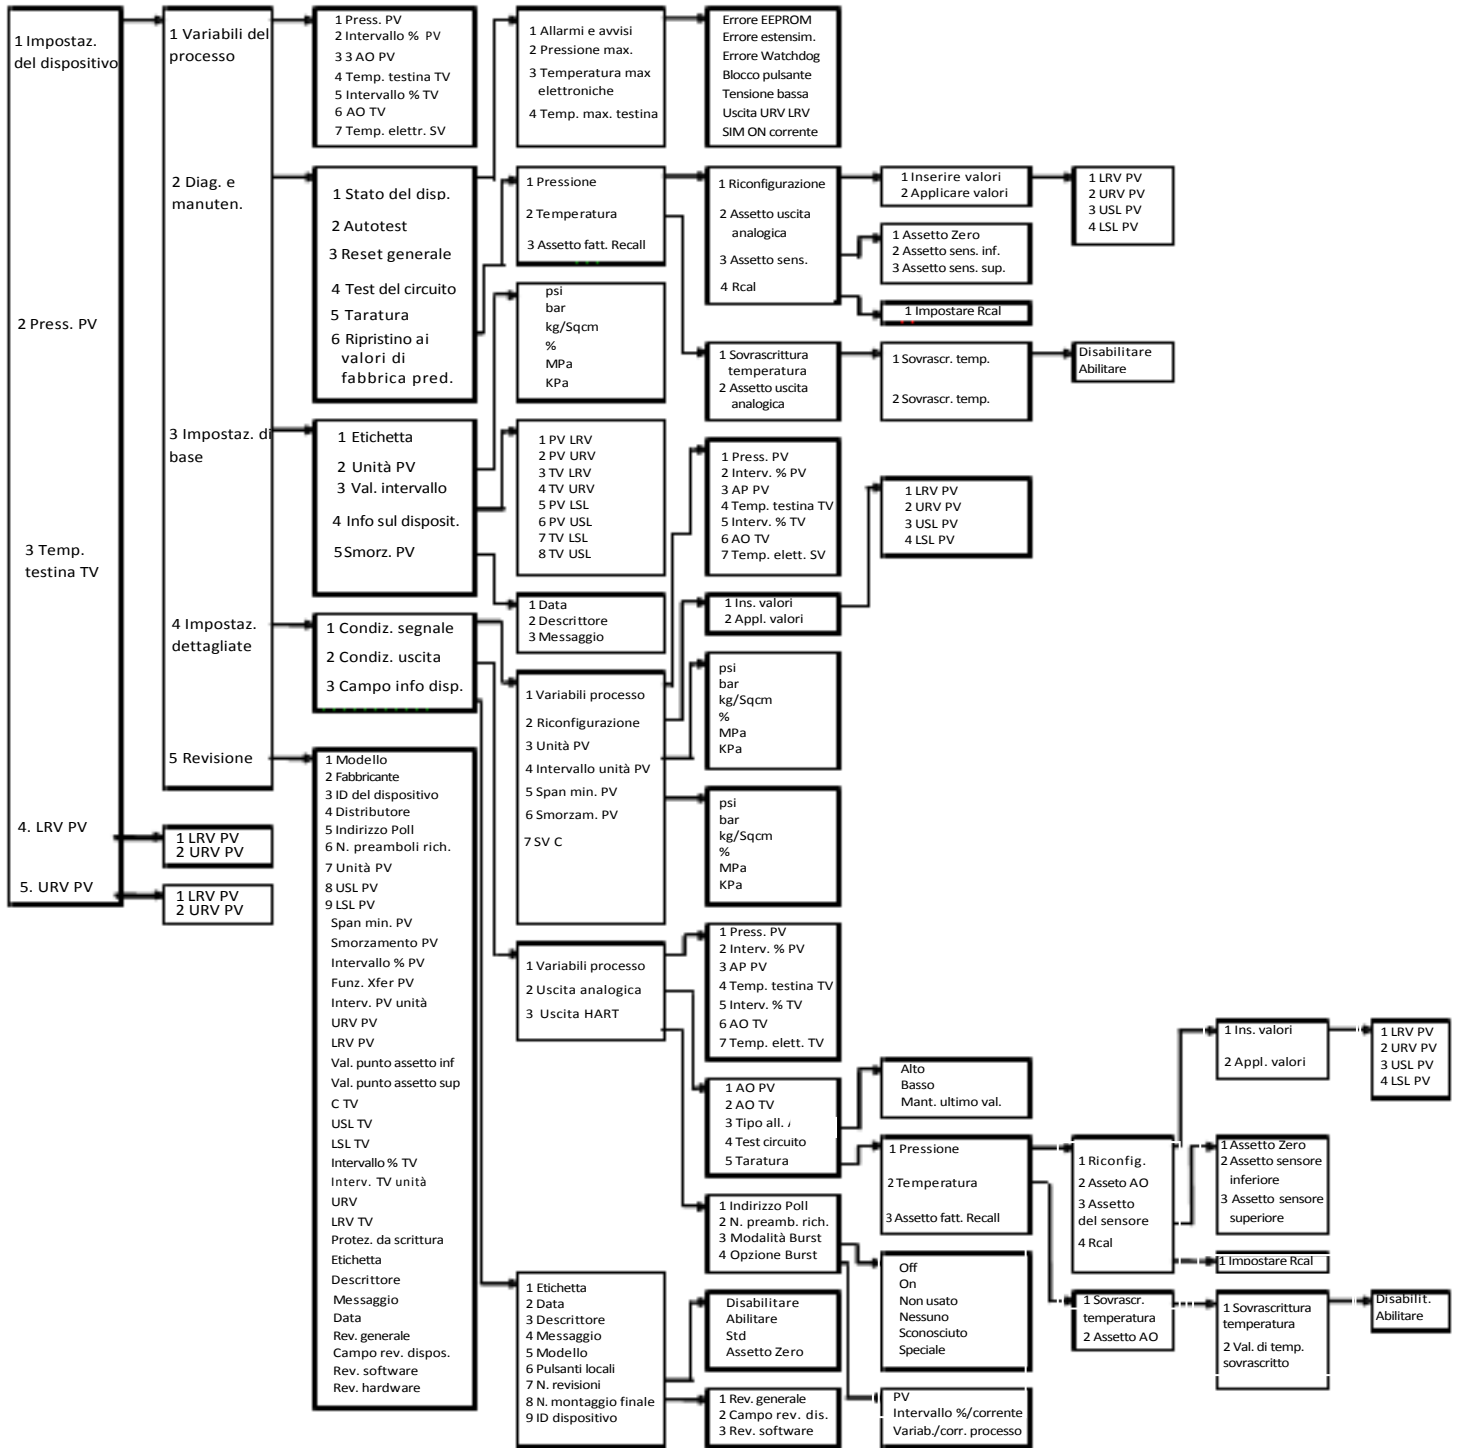 1 Impostaz.
del dispositivo
2 Press. PV
3 Temp.
testina TV
4. LRV PV
5. URV PV
1 Variabili del
processo
2 Diag. e
manuten.
3 Impostaz. di
base
4 Impostaz.
dettagliate
5 Revisione
1 LRV PV
2 URV PV
1 LRV PV
2 URV PV
1 Press. PV
2 Intervallo % PV
3 3 AO PV
4 Temp. testina TV
5 Intervallo % TV
6 AO TV
7 Temp. elettr. SV
1 Stato del disp.
2 Autotest
3 Reset generale
4 Test del circuito
5 Taratura
6 Ripristino ai
valori di
fabbrica pred.
1 Etichetta
2 Unità PV
3 Val. intervallo
4 Info sul disposit.
5 Smorz. PV
1 Condiz. segnale
2 Condiz. uscita
3 Campo info disp.
1 Modello
2 Fabbricante
3 ID del dispositivo
4 Distributore
5 Indirizzo Poll
6 N. preamboli rich.
7 Unità PV
8 USL PV
9 LSL PV
Span min. PV
Smorzamento PV
Intervallo % PV
Funz. Xfer PV
Interv. PV unità
URV PV
LRV PV
Val. punto assetto inf
Val. punto assetto sup
C TV
USL TV
LSL TV
Intervallo % TV
Interv. TV unità
URV
LRV TV
Protez. da scrittura
Etichetta
Descrittore
Messaggio
Data
Rev. generale
Campo rev. dispos.
Rev. software
Rev. hardware
1 Allarmi e avvisi
2 Pressione max.
3 Temperatura max
elettroniche
4 Temp. max. testina
1 Pressione
2 Temperatura
3 Assetto fatt. Recall
psi
bar
kg/Sqcm
%
MPa
KPa
1 PV LRV
2 PV URV
3 TV LRV
4 TV URV
5 PV LSL
6 PV USL
7 TV LSL
8 TV USL
1 Data
2 Descrittore
3 Messaggio
1 Variabili processo
2 Riconfigurazione
3 Unità PV
4 Intervallo unità PV
5 Span min. PV
6 Smorzam. PV
7 SV C
1 Variabili processo
2 Uscita analogica
3 Uscita HART
1 Etichetta
2 Data
3 Descrittore
4 Messaggio
5 Modello
6 Pulsanti locali
7 N. revisioni
8 N. montaggio finale
9 ID dispositivo
Errore EEPROM
Errore estensim.
Errore Watchdog
Blocco pulsante
Tensione bassa
Uscita URV LRV
SIM ON corrente
1 Riconfigurazione
2 Assetto uscita
analogica
3 Assetto sens.
4 Rcal
1 Sovrascrittura
temperatura
2 Assetto uscita
analogica
1 Press. PV
2 Interv. % PV
3 AP PV
4 Temp. testina TV
5 Interv. % TV
6 AO TV
7 Temp. elett. SV
1 Ins. valori
2 Appl. valori
psi
bar
kg/Sqcm
%
MPa
KPa
psi
bar
kg/Sqcm
%
MPa
KPa
1 Press. PV
2 Interv. % PV
3 AP PV
4 Temp. testina TV
5 Interv. % TV
6 AO TV
7 Temp. elett. TV
1 AO PV
2 AO TV
3 Tipo all.
4 Test circuito
5 Taratura
1 Indirizzo Poll
2 N. preamb. rich.
3 Modalità Burst
4 Opzione Burst
Disabilitare
Abilitare
Std
Assetto Zero
1 Rev. generale
2 Campo rev. dis.
3 Rev. software
1 Inserire valori
2 Applicare valori
1 Assetto Zero
2 Assetto sens. inf.
3 Assetto sens. sup.
1 Impostare Rcal
1 Sovrascr. temp.
2 Sovrascr. temp.
1 LRV PV
2 URV PV
3 USL PV
4 LSL PV
Alto
Basso
Mant. ultimo val.
1 Pressione
2 Temperatura
3 Assetto fatt. Recall
Off
On
Non usato
Nessuno
Sconosciuto
Speciale
PV
Intervallo %/corrente
Variab./corr. processo
1 LRV PV
2 URV PV
3 USL PV
4 LSL PV
Disabilitare
Abilitare
1 Riconfig.
2 Asseto AO
3 Assetto
del sensore
4 Rcal
1 Sovrascr.
temperatura
2 Assetto AO
1 Ins. valori
2 Appl. valori
1 Assetto Zero
2 Assetto sensore
inferiore
3 Assetto sensore
superiore
1 Impostare Rcal
1 Sovrascrittura
temperatura
2 Val. di temp.
sovrascritto
1 LRV PV
2 URV PV
3 USL PV
4 LSL PV
Disabilit.
Abilitare